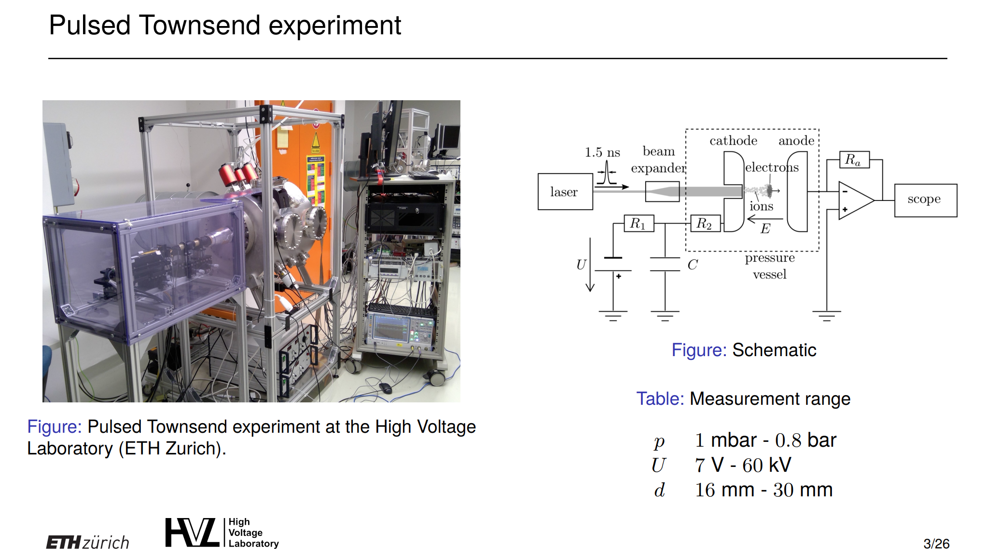 Pulsed Townsend experiment
Figure: Pulsed Townsend experiment at the High Voltage
Laboratory (ETH Zurich).
cathode
anode
1.5 ns
beam
expander
electrons
R_a
laser
scope
ions
R_1
R_2
E
U
C
+
-
+
pressure
vessel
Figure: Schematic
Table: Measurement range
p 1 mbar - 0.8 bar
U 7 V - 60 kV
d 16 mm - 30 mm
ETH zürich
HVL
High
Voltage
Laboratory
3/26